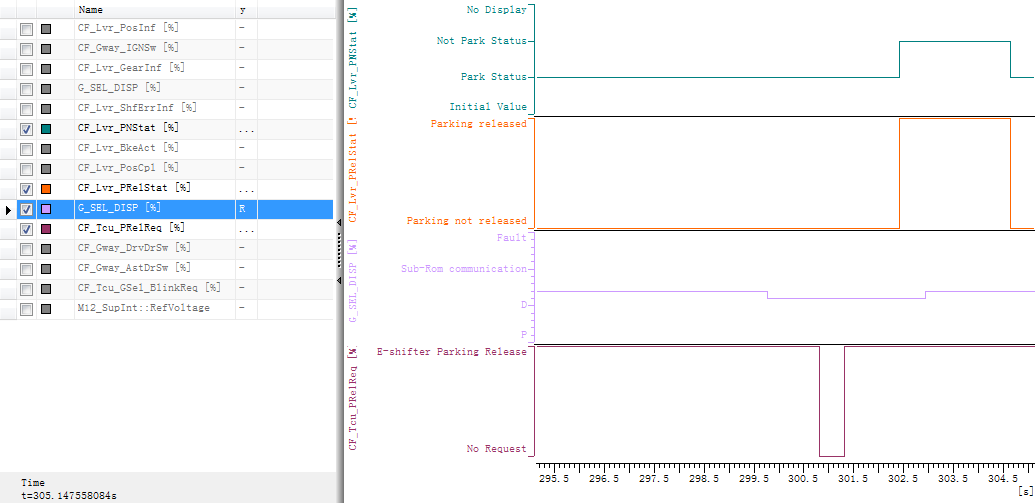 Name y
CF_Lvr_PosInf [%] -
CF_Gway_IGNSw [%] -
CF_Lvr_GearInf [%] -
G_SEL_DISP [%] -
CF_Lvr_ShfErrInf [%] -
CF_Lvr_PNStat [%] ...
CF_Lvr_BkeAct [%] -
CF_Lvr_PosCpl [%] -
CF_Lvr_PRelStat [%] ...
G_SEL_DISP [%] R
CF_Tcu_PRelReq [%] ...
CF_Gway_DrvDrSw [%] -
CF_Gway_AstDrSw [%] -
CF_Tcu_GSel_BlinkReq [%] -
M12_SupInt::RefVoltage -
Time
t=305.147558084s
CF_Lvr_PNStat [%]
No Display
Not Park Status
Park Status
Initial Value
CF_Lvr_PRelStat
Parking released
Parking not released
G_SEL_DISP [%]
Fault
Sub-Rom communication
D
P
CF_Tcu_PRelReq [%
E-shifter Parking Release
No Request
295.5 296.5 297.5 298.5 299.5 300.5 301.5 302.5 303.5 304.5
[s]